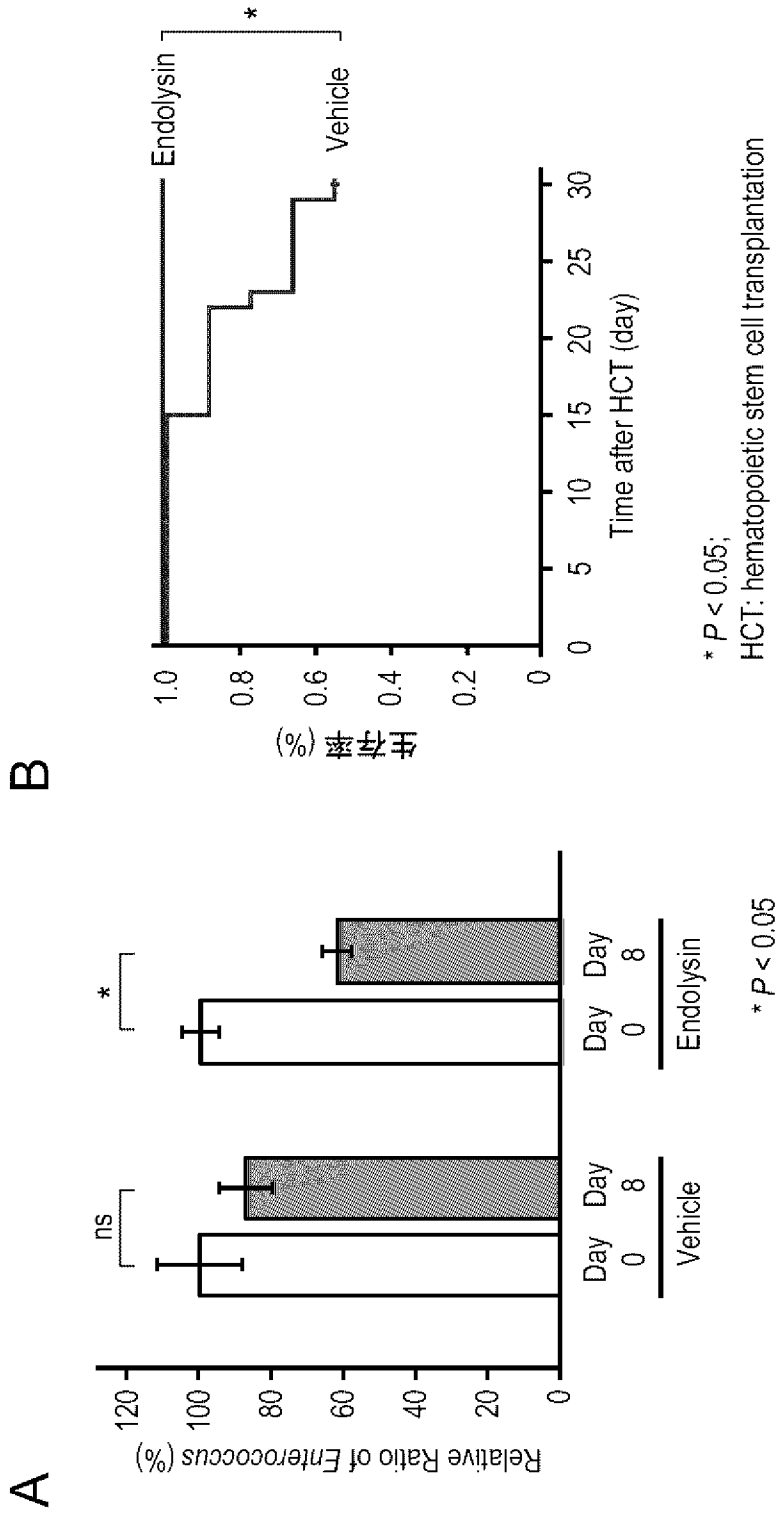 A
Relative Ratio of Enterococcus (%)
120
100
80
60
40
20
0
ns
*
Day Day Day Day
0 8 0 8
Vehicle Endolysin
* P < 0.05
B
生存率 (%)
1.0
0.8
0.6
0.4
0.2
0
Endolysin
*
Vehicle
0 5 10 15 20 25 30
Time after HCT (day)
* P < 0.05;
HCT: hematopoietic stem cell transplantation